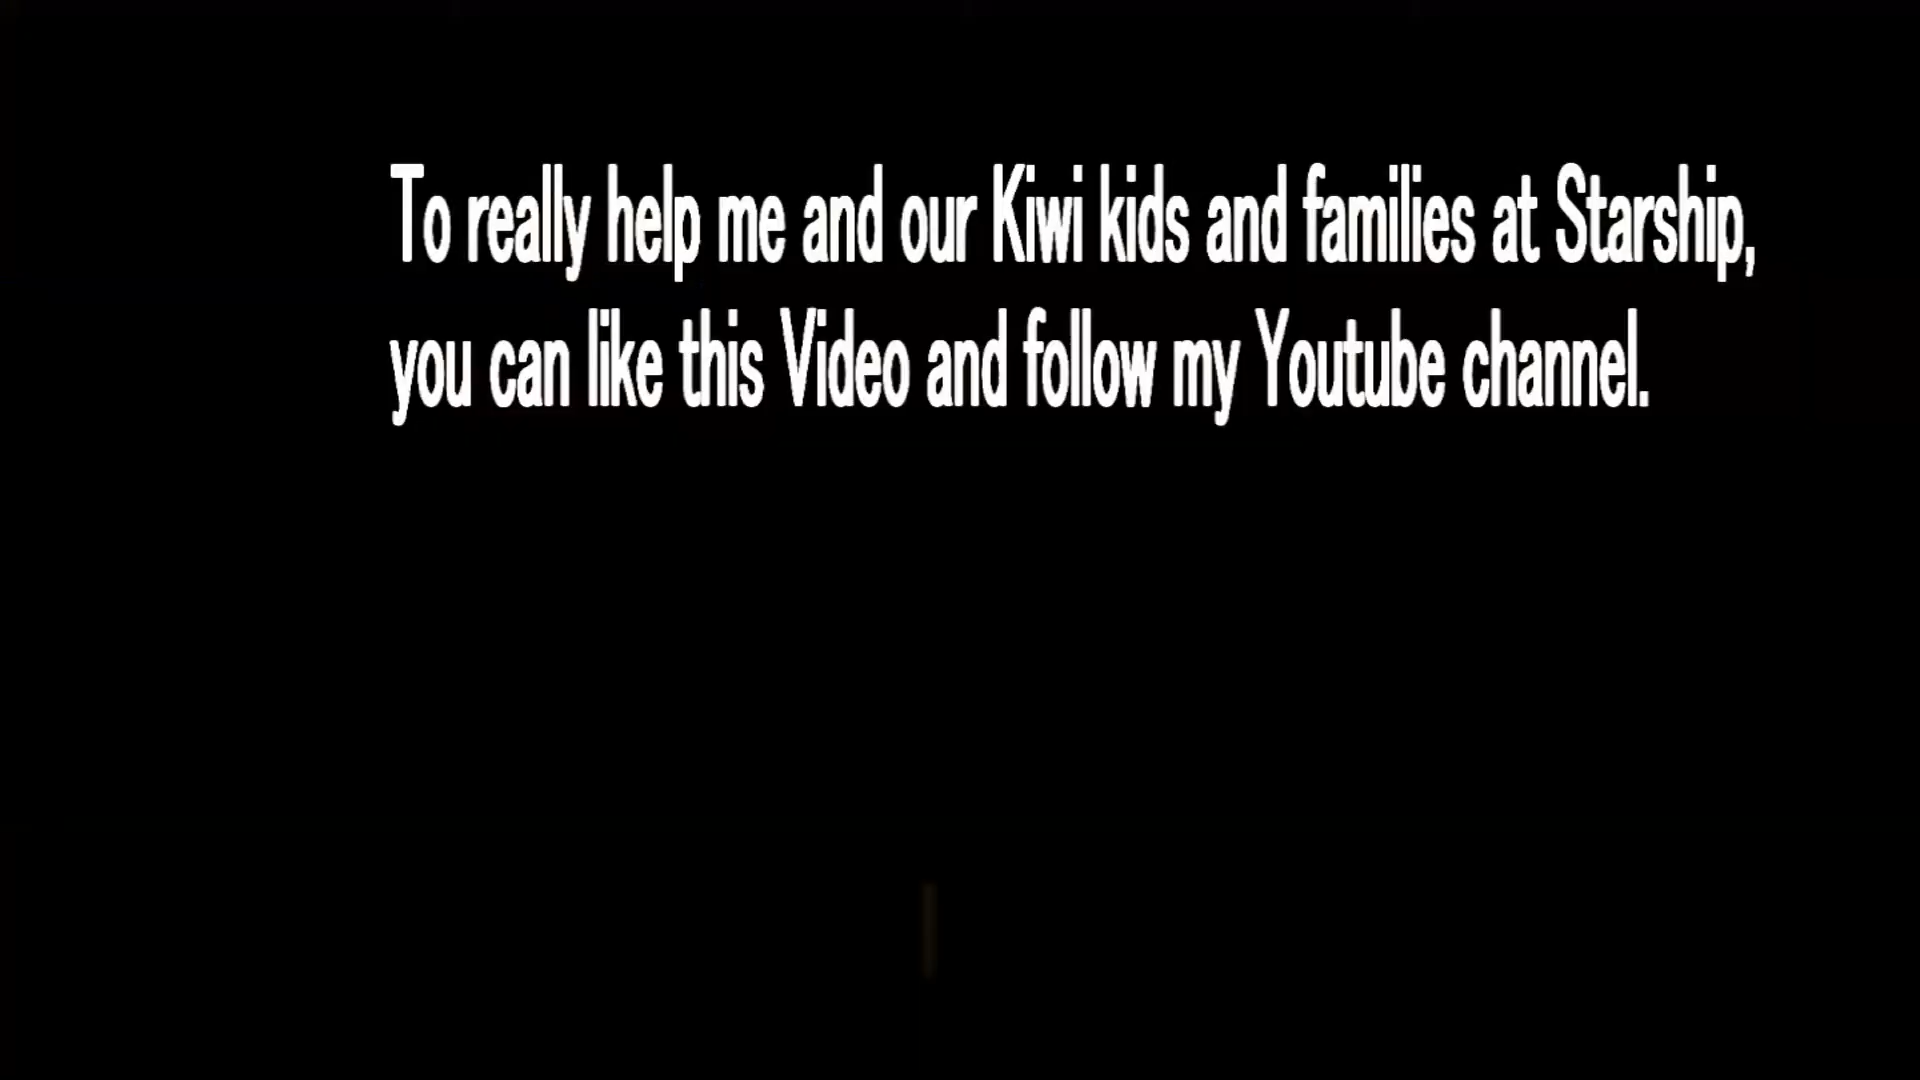 To really help me and our Kiwi kids and families at Starship,
you can like this Video and follow my Youtube channel.